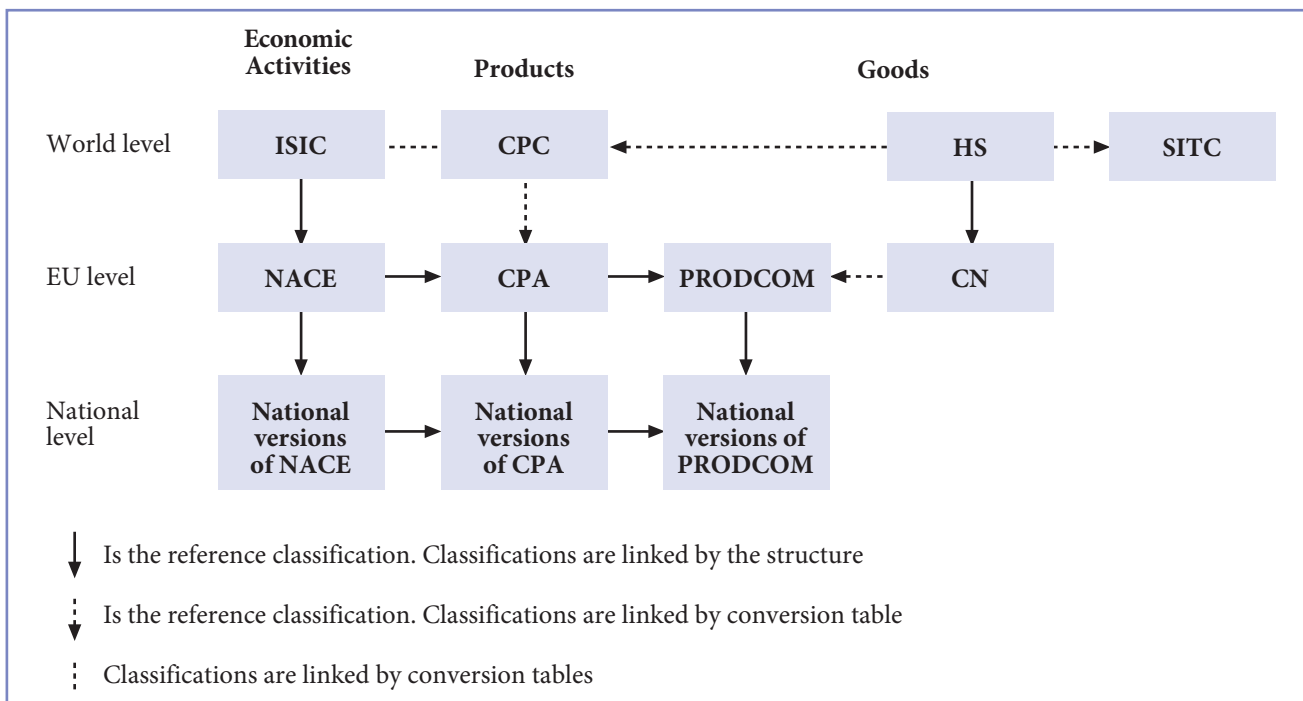 Economic
Activities
Products
Goods
World level
ISIC
CPC
HS
SITC
EU level
NACE
CPA
PRODCOM
CN
National
level
National
versions
of NACE
National
versions
of CPA
National
versions of
PRODCOM
Is the reference classification. Classifications are linked by the structure
Is the reference classification. Classifications are linked by conversion table
Classifications are linked by conversion tables